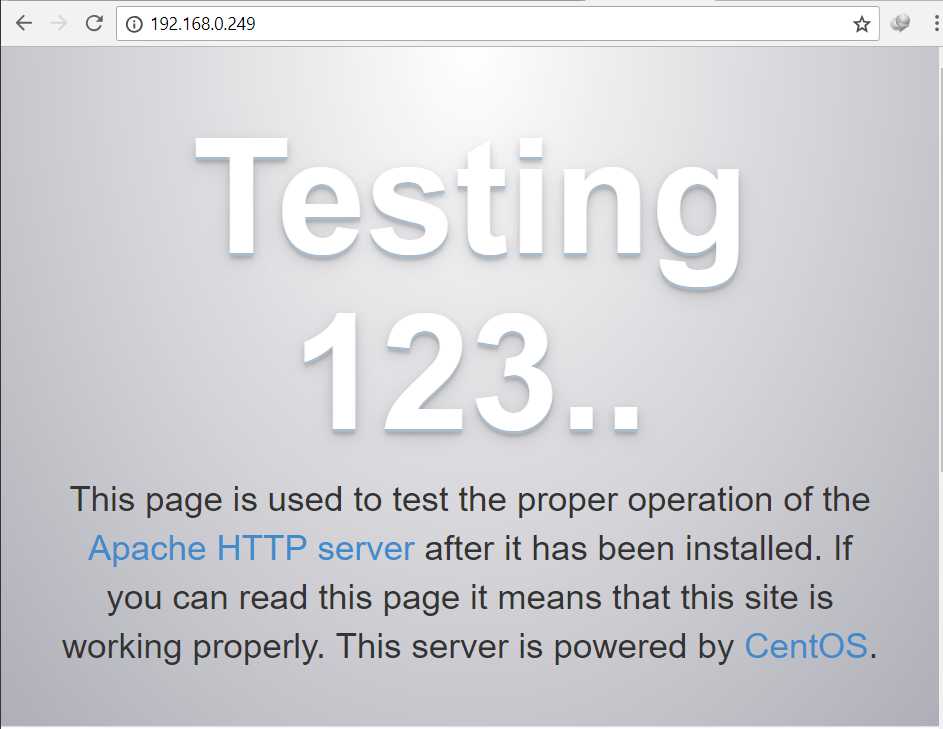 192.168.0.249
Testing
123..
This page is used to test the proper operation of the
Apache HTTP server after it has been installed. If
you can read this page it means that this site is
working properly. This server is powered by CentOS.